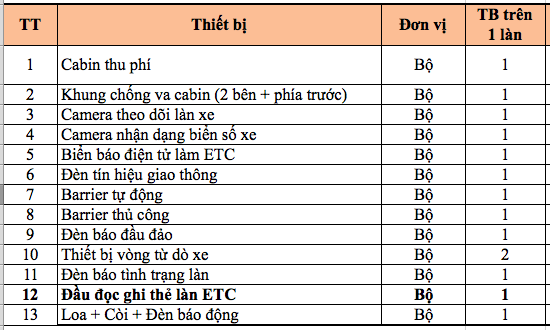 TT Thiết bị Đơn vị TB trên 1 làn
1 Cabin thu phí Bộ 1
2 Khung chống va cabin (2 bên + phía trước) Bộ 1
3 Camera theo dõi làn xe Bộ 1
4 Camera nhận dạng biển số xe Bộ 1
5 Biển báo điện tử làm ETC Bộ 1
6 Đèn tín hiệu giao thông Bộ 1
7 Barrier tự động Bộ 1
8 Barrier thủ công Bộ 1
9 Đèn báo đầu đảo Bộ 1
10 Thiết bị vòng từ dò xe Bộ 2
11 Đèn báo tình trạng làn Bộ 1
12 Đầu đọc ghi thẻ làn ETC Bộ 1
13 Loa + Còi + Đèn báo động Bộ 1